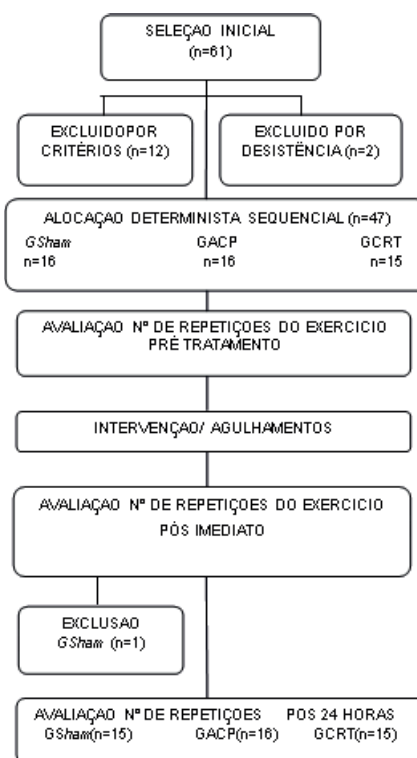 SELEÇAO INICIAL
(n=61)
EXCLUIDOPOR
CRITÉRIOS (n=12)
EXCLUIDO POR
DESISTÊNCIA (n=2)
ALOCAÇAO DETERMINISTA SEQUENCIAL (n=47)
GSham GACP GCRT
n=16 n=16 n=15
AVALIAÇAO Nº DE REPETIÇOES DO EXERCICIO
PRÉ TRATAMENTO
INTERVENÇAO/ AGULHAMENTOS
AVALIAÇAO Nº DE REPETIÇOES DO EXERCICIO
PÓS IMEDIATO
EXCLUSAO
GSham (n=1)
AVALIAÇAO Nº DE REPETIÇOES POS 24 HORAS
GSham(n=15) GACP(n=16) GCRT(n=15)